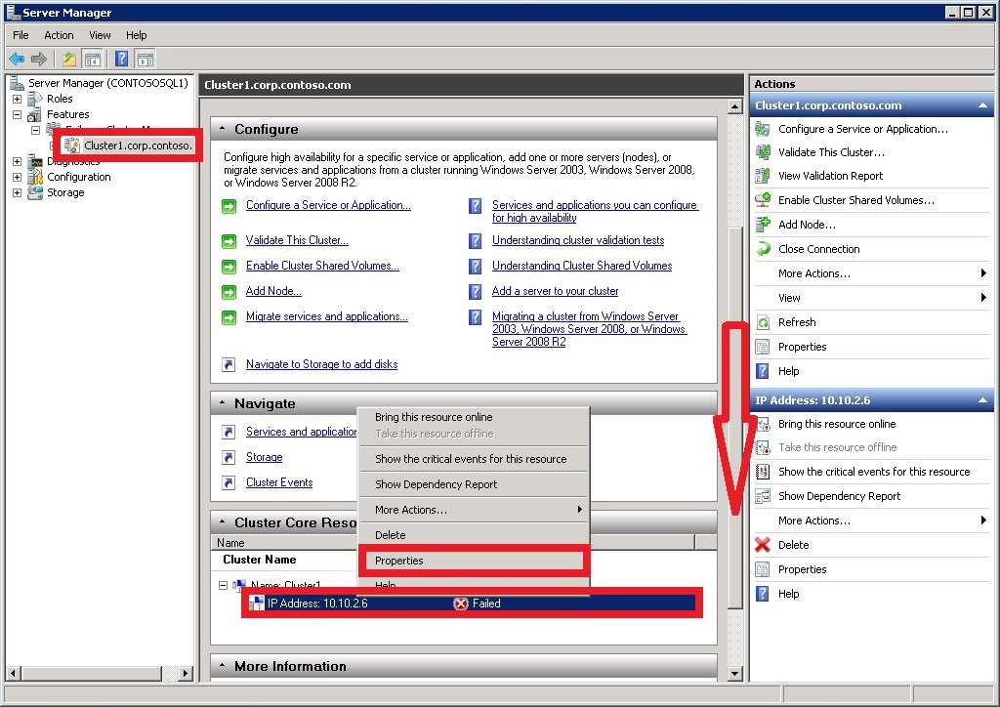 Server Manager
File Action View Help
Server Manager (CONTOSOSQL1)
Roles
Features
Cluster1.corp.contoso.
Diagnostics
Configuration
Storage
Cluster1.corp.contoso.com
Configure
Configure high availability for a specific service or application, add one or more servers (nodes), or
migrate services and applications from a cluster running Windows Server 2003, Windows Server 2008,
or Windows Server 2008 R2.
Configure a Service or Application...
Validate This Cluster...
Enable Cluster Shared Volumes...
Add Node...
Migrate services and applications...
Navigate to Storage to add disks
Services and applications you can configure
for high availability
Understanding cluster validation tests
Understanding Cluster Shared Volumes
Add a server to your cluster
Migrating a cluster from Windows Server
2003, Windows Server 2008, or Windows
Server 2008 R2
Navigate
Services and application
Storage
Cluster Events
Bring this resource online
Take this resource offline
Show the critical events for this resource
Show Dependency Report
More Actions...
Delete
Properties
Help
Cluster Core Reso
Name
Cluster Name
Name: Cluster1
IP Address: 10.10.2.6 Failed
More Information
Actions
Cluster1.corp.contoso.com
Configure a Service or Application...
Validate This Cluster...
View Validation Report
Enable Cluster Shared Volumes...
Add Node...
Close Connection
More Actions...
View
Refresh
Properties
Help
IP Address: 10.10.2.6
Bring this resource online
Take this resource offline
Show the critical events for this resource
Show Dependency Report
More Actions...
Delete
Properties
Help